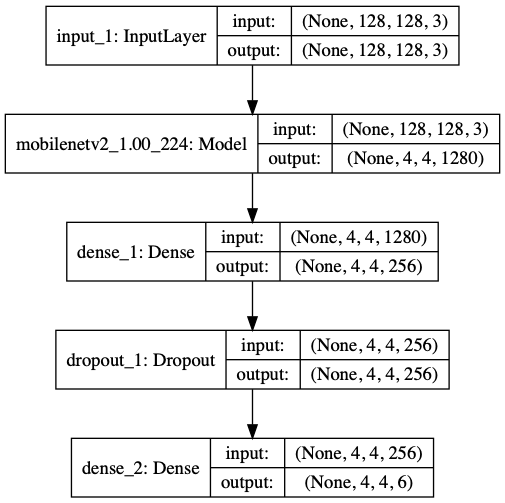 input_1: InputLayer
input:
(None, 128, 128, 3)
output:
(None, 128, 128, 3)
mobilenetv2_1.00_224: Model
input:
(None, 128, 128, 3)
output:
(None, 4, 4, 1280)
dense_1: Dense
input:
(None, 4, 4, 1280)
output:
(None, 4, 4, 256)
dropout_1: Dropout
input:
(None, 4, 4, 256)
output:
(None, 4, 4, 256)
dense_2: Dense
input:
(None, 4, 4, 256)
output:
(None, 4, 4, 6)